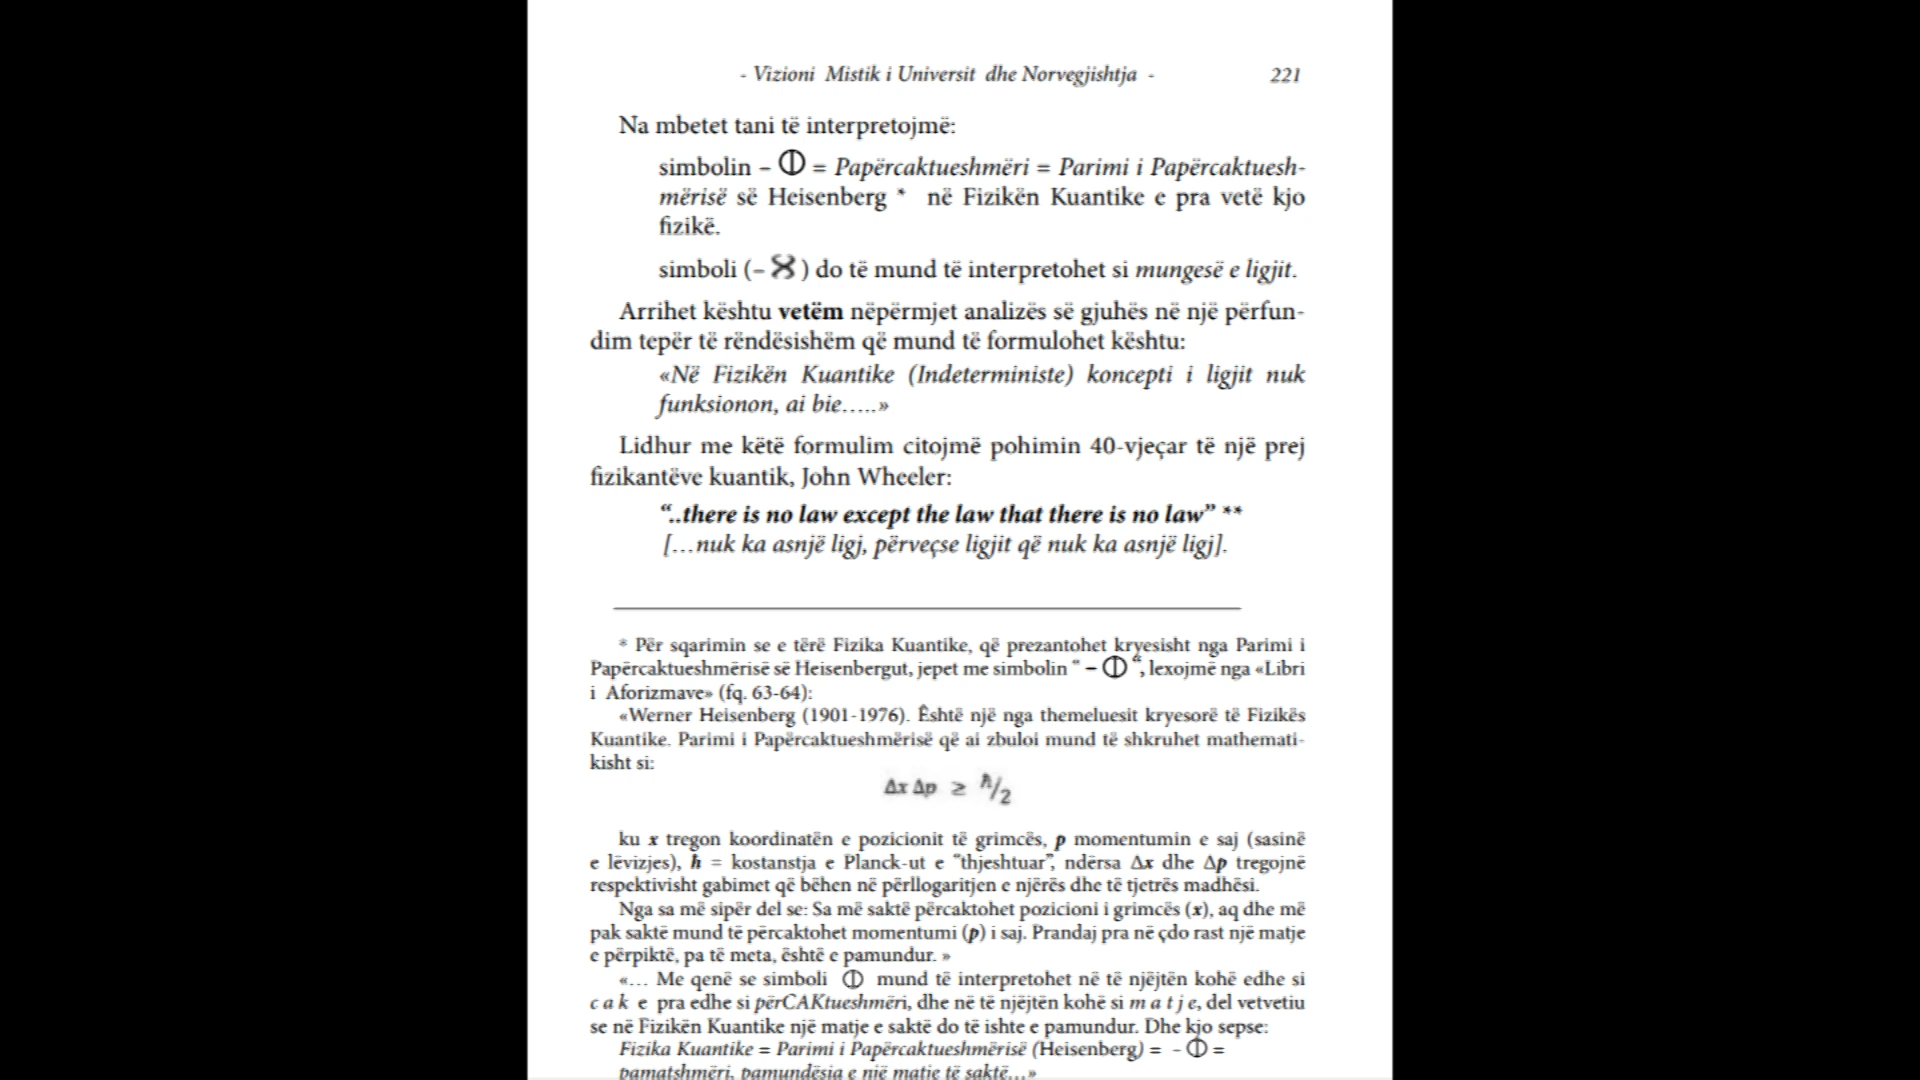 - Vizioni Mistik i Universit dhe Norvegjishtja - 221
Na mbetet tani të interpretojmë:
simbolin – Ⴔ = Papërcaktueshmëri = Parimi i Papërcaktuesh-
mërisë së Heisenberg * në Fizikën Kuantike e pra vetë kjo
fizikë.
simboli (– ) do të mund të interpretohet si mungesë e ligjit.
Arrihet kështu vetëm nëpërmjet analizës së gjuhës në një përfun-
dim tepër të rëndësishëm që mund të formulohet kështu:
«Në Fizikën Kuantike (Indeterministe) koncepti i ligjit nuk
funksionon, ai bie…..»
Lidhur me këtë formulim citojmë pohimin 40-vjeçar të një prej
fizikantëve kuantik, John Wheeler:
“..there is no law except the law that there is no law” **
[…nuk ka asnjë ligj, përveçse ligjit që nuk ka asnjë ligj].
* Për sqarimin se e tërë Fizika Kuantike, që prezantohet kryesisht nga Parimi i
Papërcaktueshmërisë së Heisenbergut, jepet me simbolin “ – Ⴔ “, lexojmë nga «Libri
i Aforizmave» (fq. 63-64):
«Werner Heisenberg (1901-1976). Është një nga themeluesit kryesorë të Fizikës
Kuantike. Parimi i Papërcaktueshmërisë që ai zbuloi mund të shkruhet mathemati-
kisht si:
Δx Δp ≥ ħ/2
ku x tregon koordinatën e pozicionit të grimcës, p momentumin e saj (sasinë
e lëvizjes), ħ = kostanstja e Planck-ut e “thjeshtuar”, ndërsa Δx dhe Δp tregojnë
respektivisht gabimet që bëhen në përllogaritjen e njërës dhe të tjetrës madhësi.
Nga sa më sipër del se: Sa më saktë përcaktohet pozicioni i grimcës (x), aq dhe më
pak saktë mund të përcaktohet momentumi (p) i saj. Prandaj pra në çdo rast një matje
e përpiktë, pa të meta, është e pamundur. »
«… Me qenë se simboli Ⴔ mund të interpretohet në të njëjtën kohë edhe si
c a k e pra edhe si përCAKtueshmëri, dhe në të njëjtën kohë si m a t j e, del vetvetiu
se në Fizikën Kuantike një matje e saktë do të ishte e pamundur. Dhe kjo sepse:
Fizika Kuantike = Parimi i Papërcaktueshmërisë (Heisenberg) = – Ⴔ =
pamatshmëri, pamundësia e një matje të saktë…»